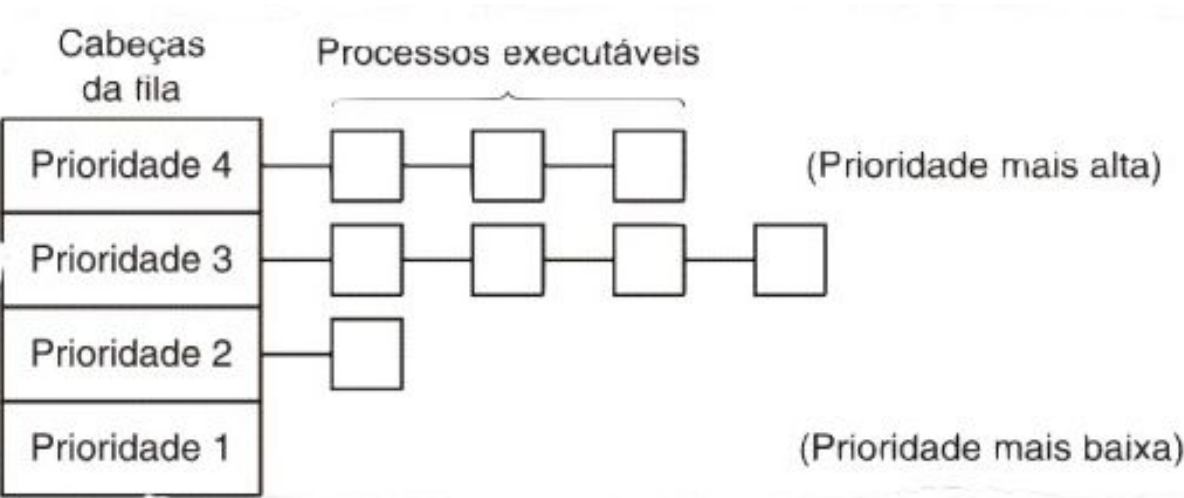 Cabeças
da fila
Processos executáveis
Prioridade 4
(Prioridade mais alta)
Prioridade 3
Prioridade 2
Prioridade 1
(Prioridade mais baixa)